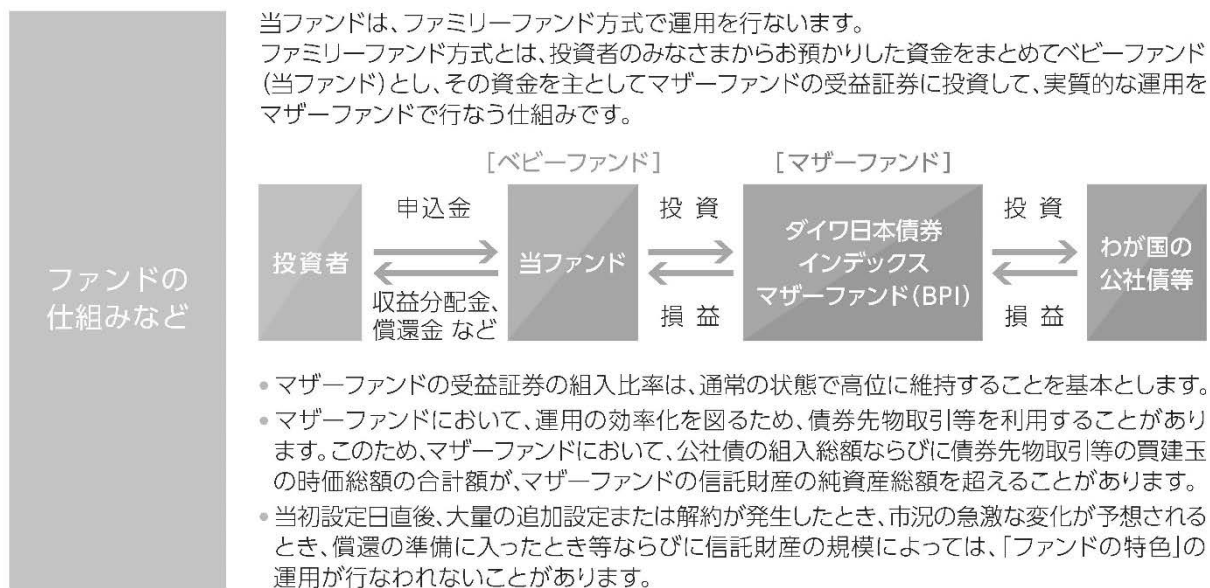 当ファンドは、ファミリーファンド方式で運用を行ないます。
ファミリーファンド方式とは、投資者のみなさまからお預かりした資金をまとめてベビーファンド
(当ファンド)とし、その資金を主としてマザーファンドの受益証券に投資して、実質的な運用を
マザーファンドで行なう仕組みです。
ファンドの
仕組みなど
[ベビーファンド]
[マザーファンド]
投資者
申込金
収益分配金、
償還金 など
当ファンド
投 資
損 益
ダイワ日本債券
インデックス
マザーファンド(BPI)
投 資
損 益
わが国の
公社債等
● マザーファンドの受益証券の組入比率は、通常の状態で高位に維持することを基本とします。
● マザーファンドにおいて、運用の効率化を図るため、債券先物取引等を利用することがあり
ます。このため、マザーファンドにおいて、公社債の組入総額ならびに債券先物取引等の買建玉
の時価総額の合計額が、マザーファンドの信託財産の純資産総額を超えることがあります。
● 当初設定日直後、大量の追加設定または解約が発生したとき、市況の急激な変化が予想される
とき、償還の準備に入ったとき等ならびに信託財産の規模によっては、「ファンドの特色」の
運用が行なわれないことがあります。